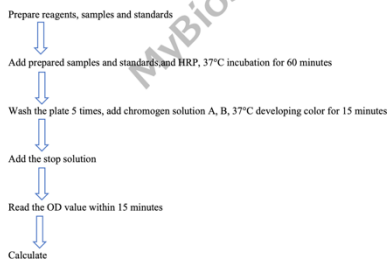 Prepare reagents, samples and standards
Add prepared samples and standards,and HRP, 37°C incubation for 60 minutes
Wash the plate 5 times, add chromogen solution A, B, 37°C developing color for 15 minutes
Add the stop solution
Read the OD value within 15 minutes
Calculate